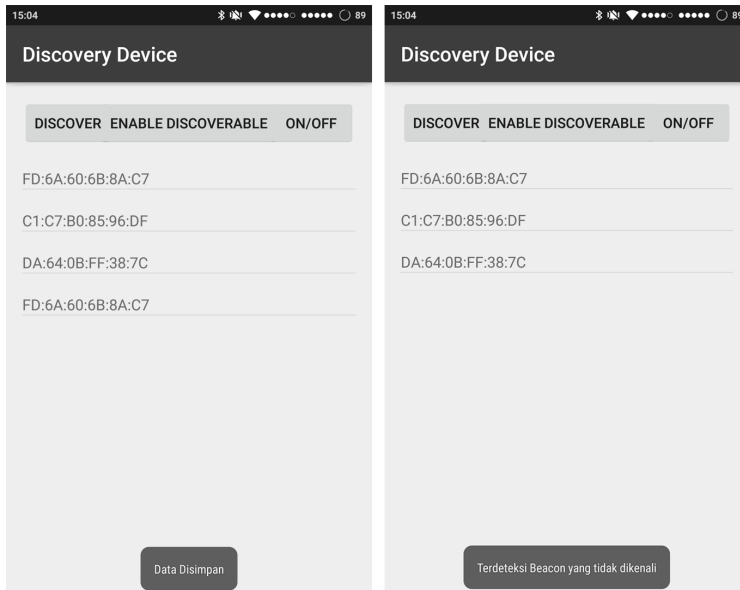 15:04
89
Discovery Device
DISCOVER ENABLE DISCOVERABLE ON/OFF
FD:6A:60:6B:8A:C7
C1:C7:B0:85:96:DF
DA:64:0B:FF:38:7C
FD:6A:60:6B:8A:C7
Data Disimpan
15:04
89
Discovery Device
DISCOVER ENABLE DISCOVERABLE ON/OFF
FD:6A:60:6B:8A:C7
C1:C7:B0:85:96:DF
DA:64:0B:FF:38:7C
Terdeteksi Beacon yang tidak dikenali